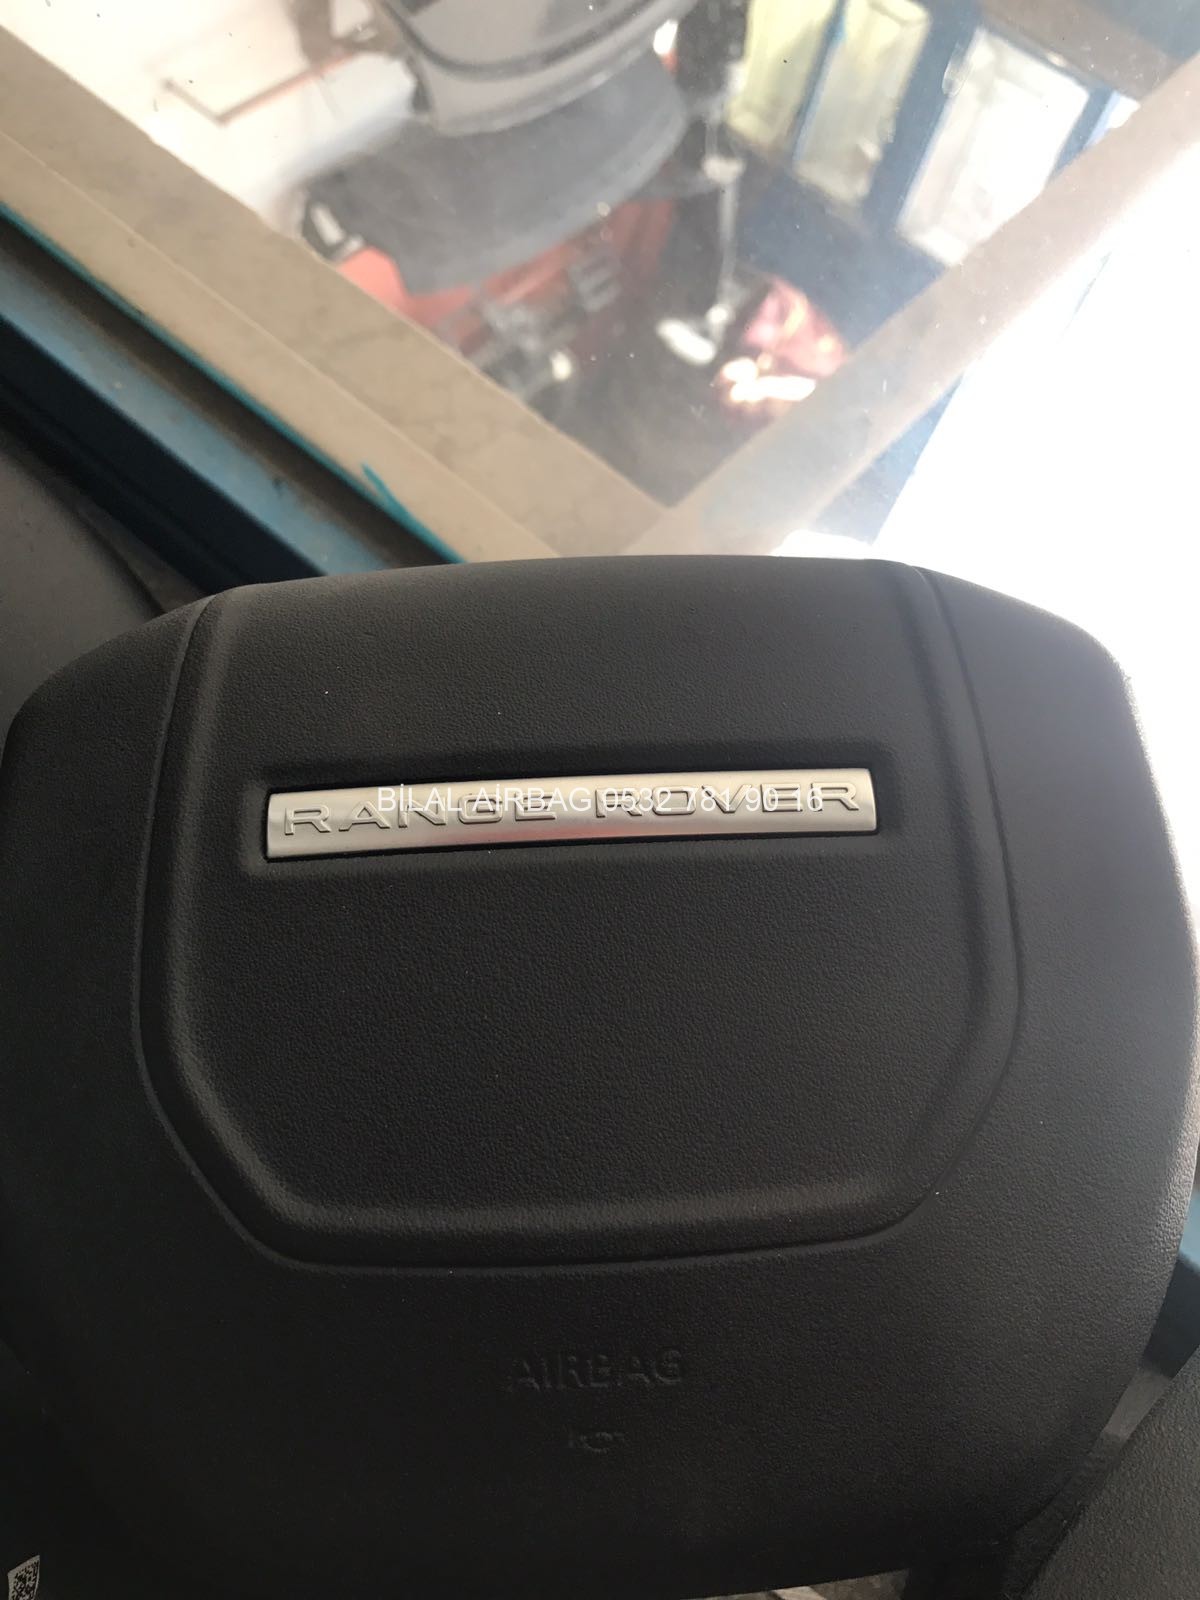 RANGE ROVER
BİLAL AIRBAG 0532 781 90 16
AIRBAG